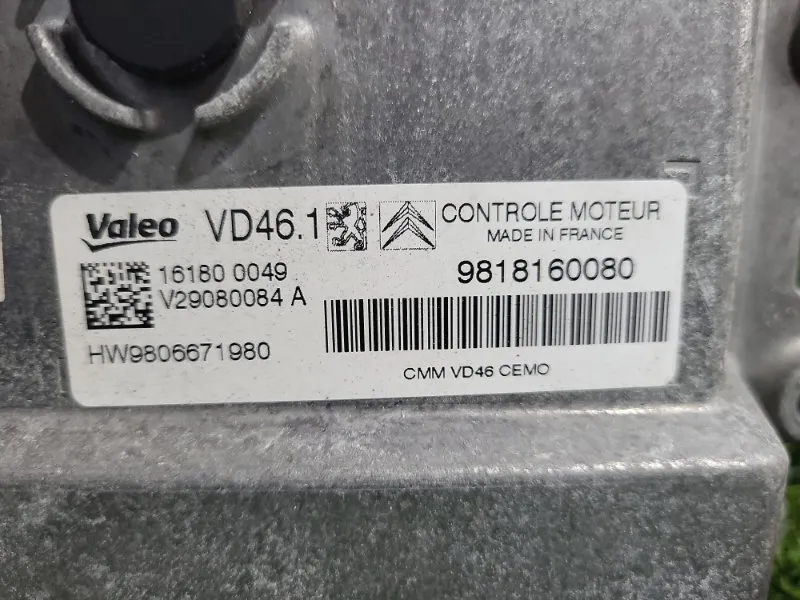 Valeo VD46.1 CONTROLE MOTEUR
MADE IN FRANCE
16180 0049
V29080084 A
9818160080
HW9806671980
CMM VD46 CEMO